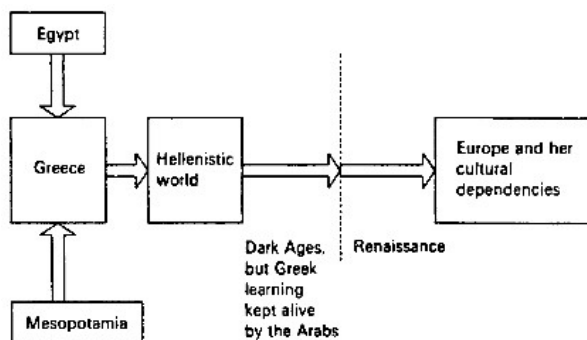 Egypt
Greece
Hellenistic
world
Europe and her
cultural
dependencies
Dark Ages,
but Greek
learning
kept alive
by the Arabs
Renaissance
Mesopotamia